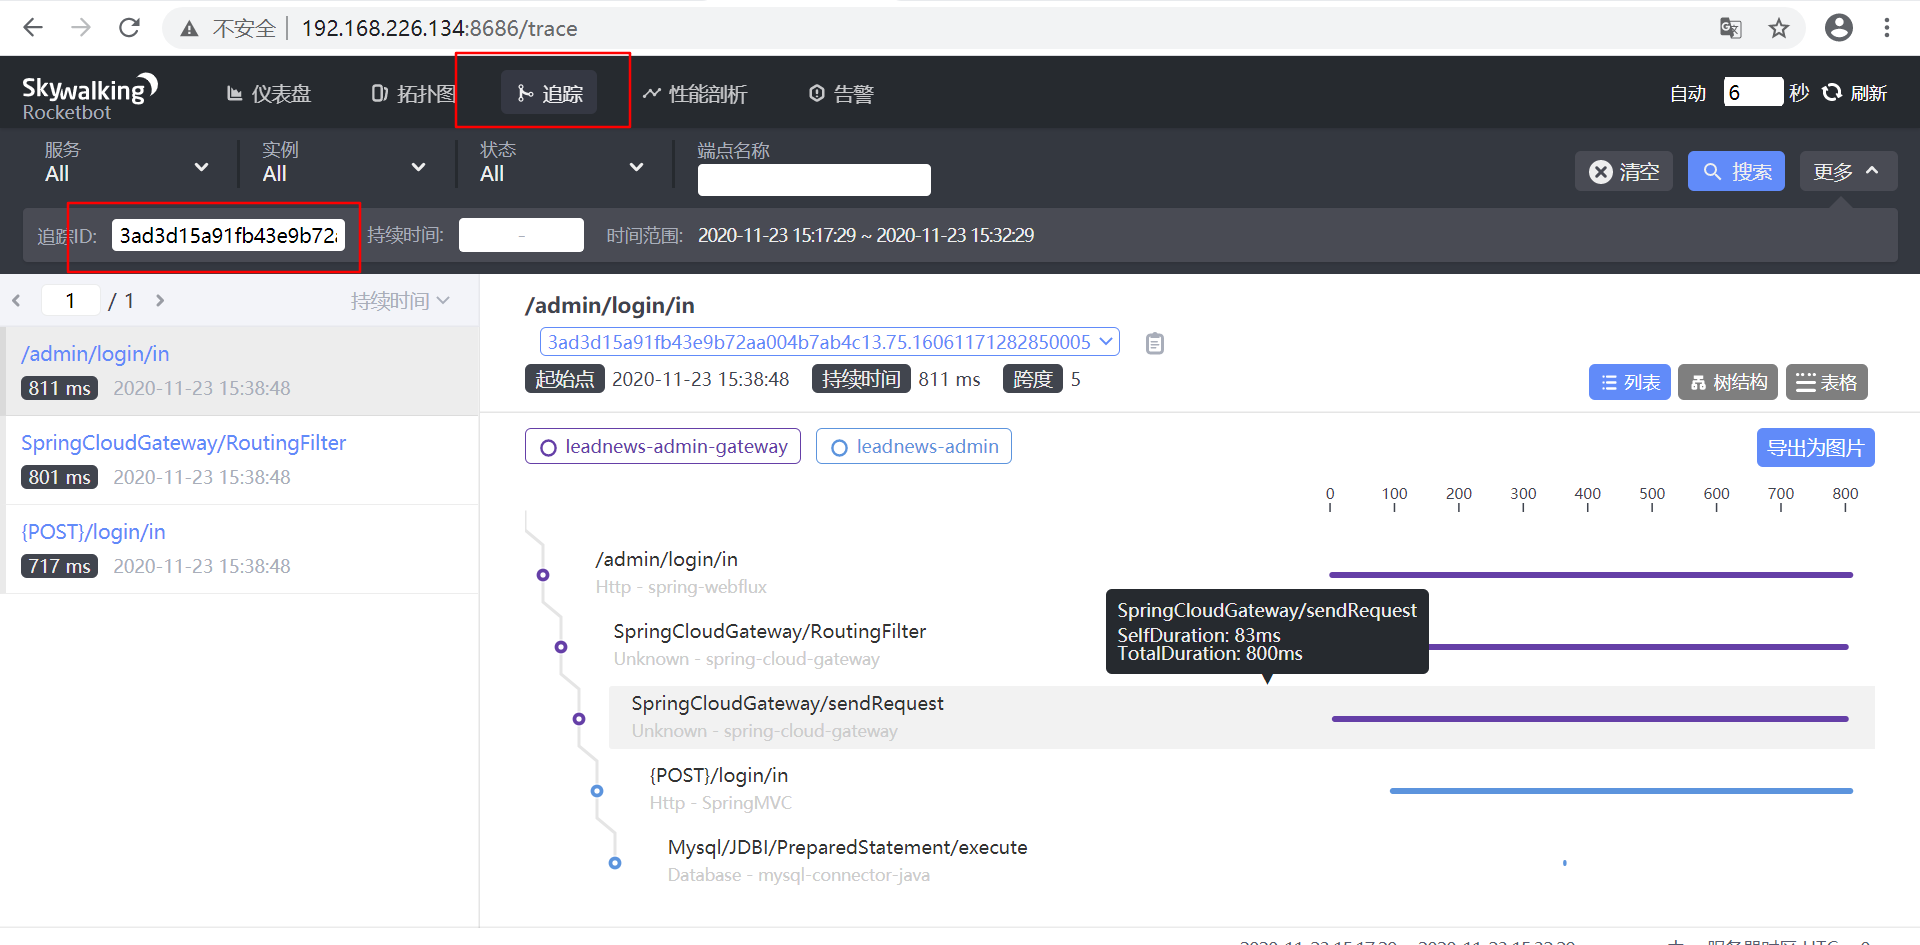 不安全 192.168.226.134:8686/trace
Skywalking
Rocketbot
仪表盘 拓扑图 追踪 性能剖析 告警 自动 6 秒 刷新
服务 实例 状态 端点名称
All All All
清空 搜索 更多
追踪ID: 3ad3d15a91fb43e9b72a 持续时间: - 时间范围: 2020-11-23 15:17:29 ~ 2020-11-23 15:32:29
1 / 1 持续时间
/admin/login/in
811 ms 2020-11-23 15:38:48
SpringCloudGateway/RoutingFilter
801 ms 2020-11-23 15:38:48
{POST}/login/in
717 ms 2020-11-23 15:38:48
/admin/login/in
3ad3d15a91fb43e9b72aa004b7ab4c13.75.16061171282850005
起始点 2020-11-23 15:38:48 持续时间 811 ms 跨度 5
列表 树结构 表格
leadnews-admin-gateway leadnews-admin
导出为图片
0 100 200 300 400 500 600 700 800
/admin/login/in
Http - spring-webflux
SpringCloudGateway/RoutingFilter
Unknown - spring-cloud-gateway
SpringCloudGateway/sendRequest
SelfDuration: 83ms
TotalDuration: 800ms
SpringCloudGateway/sendRequest
Unknown - spring-cloud-gateway
{POST}/login/in
Http - SpringMVC
Mysql/JDBI/PreparedStatement/execute
Database - mysql-connector-java